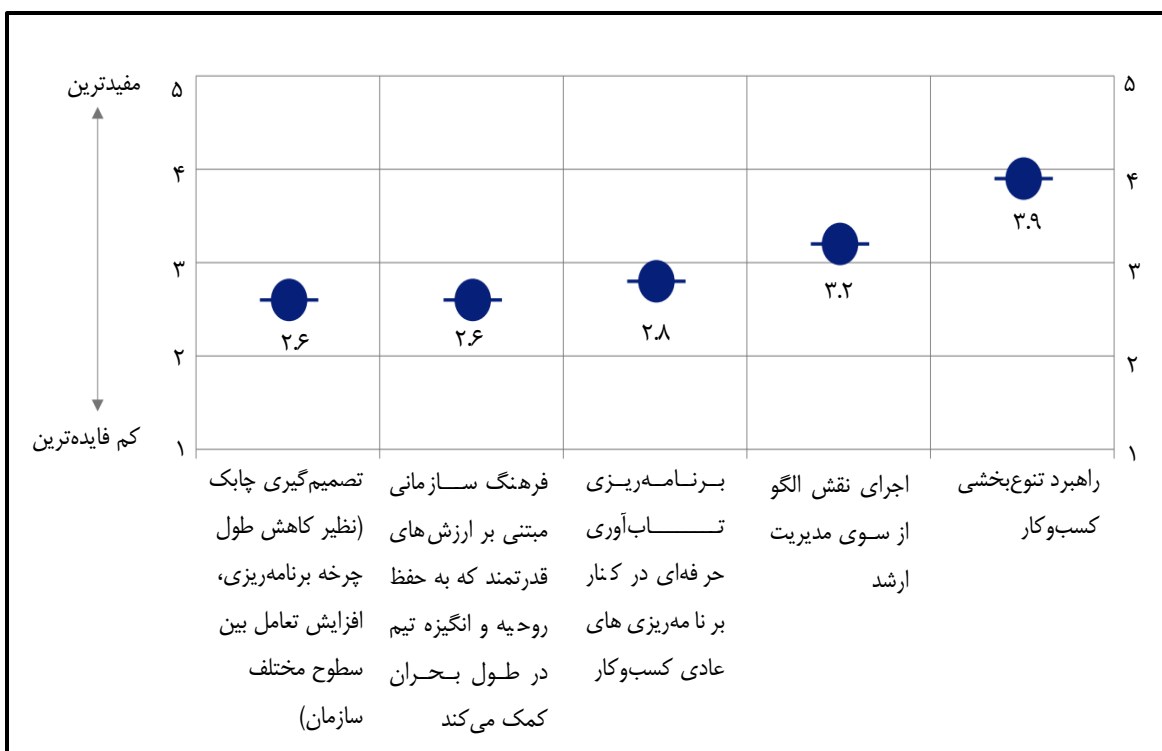 مفیدترین
کم فایده‌ترین
۵
۴
۳
۲
۱
۵
۴
۳
۲
۱
۳.۹
۳.۲
۲.۸
۲.۶
۲.۶
راهبرد تنوع‌بخشی
کسب‌وکار
اجرای نقش الگو
از سوی مدیریت
ارشد
برنامه‌ریزی
تاب‌آوری
حرفه‌ای در کنار
برنامه‌ریزی های
عادی کسب‌وکار
فرهنگ سازمانی
مبتنی بر ارزش‌های
قدرتمند که به حفظ
روحیه و انگیزه تیم
در طول بحران
کمک می‌کند
تصمیم‌گیری چابک
(نظیر کاهش طول
چرخه برنامه‌ریزی،
افزایش تعامل بین
سطوح مختلف
سازمان)